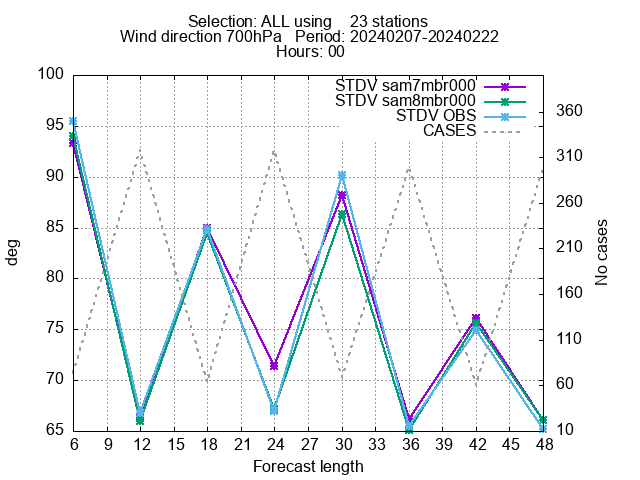 Selection: ALL using    23 stations
Wind direction 700hPa   Period: 20240207-20240222
Hours: 00
STDV sam7mbr000
STDV sam8mbr000
STDV OBS
CASES
deg
100
95
90
85
80
75
70
65
No cases
360
310
260
210
160
110
60
10
6 9 12 15 18 21 24 27 30 33 36 39 42 45 48
Forecast length